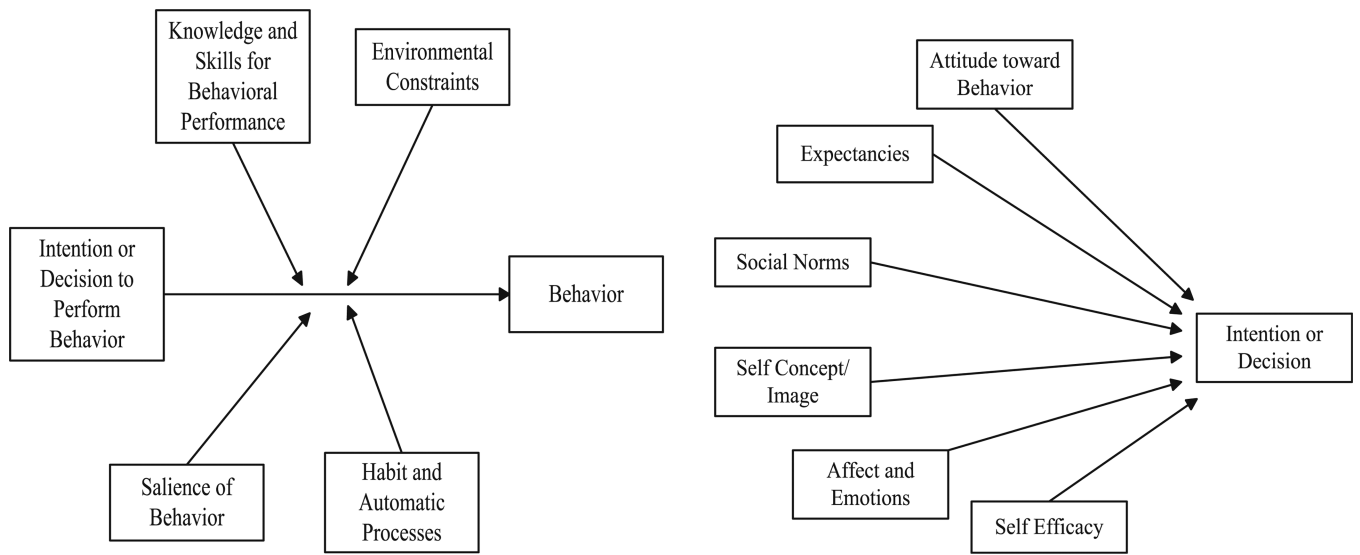 Knowledge and
Skills for
Behavioral
Performance
Environmental
Constraints
Intention or
Decision to
Perform
Behavior
Behavior
Salience of
Behavior
Habit and
Automatic
Processes
Attitude toward
Behavior
Expectancies
Social Norms
Self Concept/
Image
Affect and
Emotions
Self Efficacy
Intention or
Decision